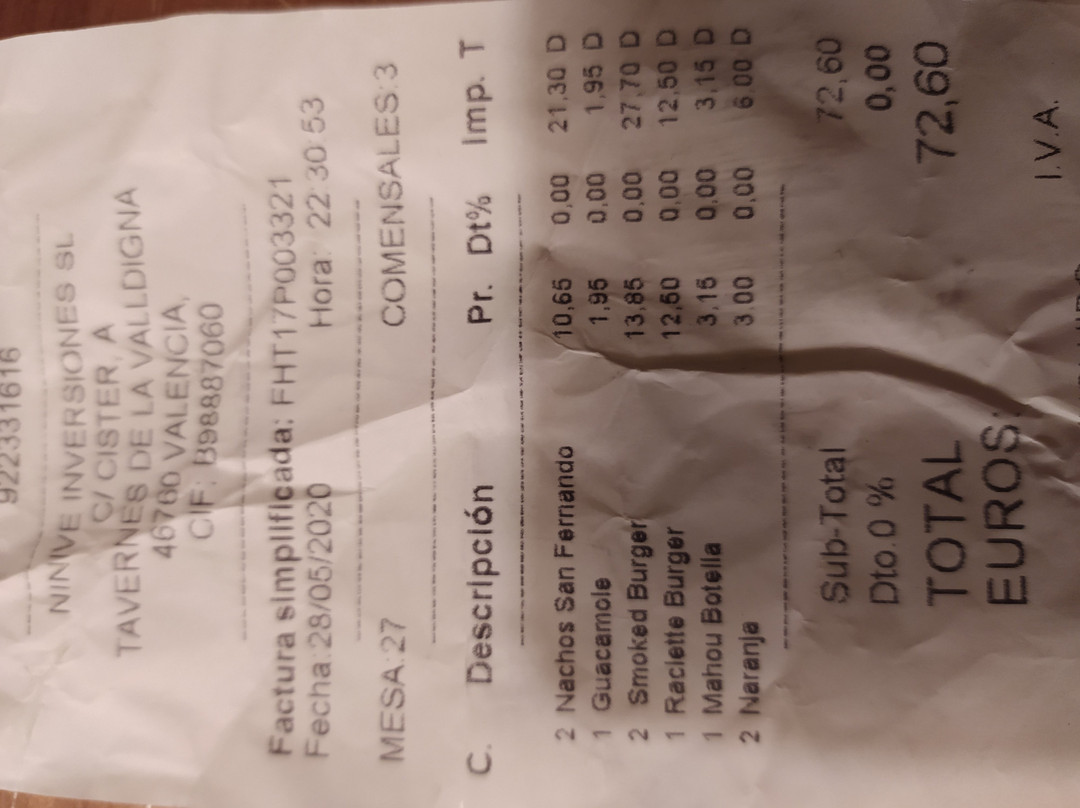 922331616
NINIVE INVERSIONES SL
C/ CISTER, A
TAVERNES DE LA VALLDIGNA
46760 VALENCIA,
CIF: B98887060
Factura simplificada: FHT17P003321
Fecha:28/05/2020 Hora: 22:30:53
MESA:27 COMENSALES:3
C. Descripción Pr. Dt% Imp. T
2 Nachos San Fernando 10,65 0,00 21,30 D
1 Guacamole 1,95 0,00 1,95 D
2 Smoked Burger 13,85 0,00 27,70 D
1 Raclette Burger 12,50 0,00 12,50 D
1 Mahou Botella 3,15 0,00 3,15 D
2 Naranja 3,00 0,00 6,00 D
Sub-Total 72,60
Dto.0 % 0,00
TOTAL 72,60
EUROS:
I.V.A.